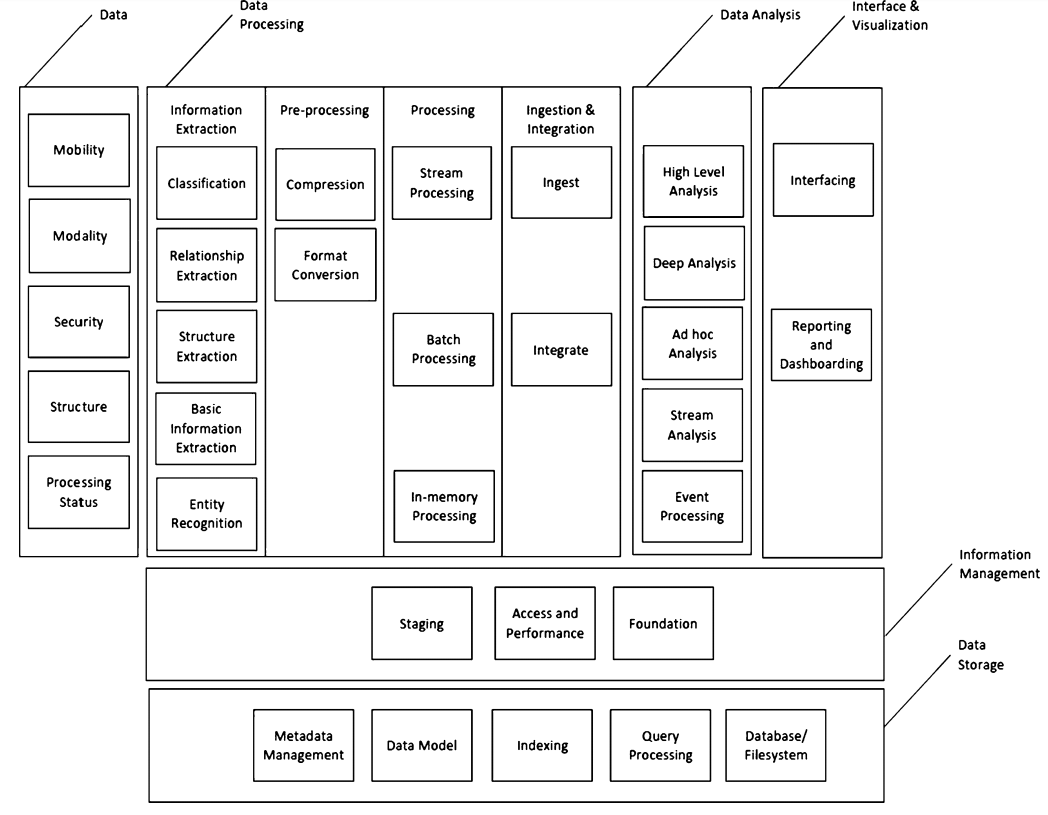 Data
Data
Processing
Data Analysis
Interface &
Visualization
Mobility
Modality
Security
Structure
Processing
Status
Information
Extraction
Classification
Relationship
Extraction
Structure
Extraction
Basic
Information
Extraction
Entity
Recognition
Pre-processing
Compression
Format
Conversion
Processing
Stream
Processing
Batch
Processing
In-memory
Processing
Ingestion &
Integration
Ingest
Integrate
High Level
Analysis
Deep Analysis
Ad hoc
Analysis
Stream
Analysis
Event
Processing
Interfacing
Reporting
and
Dashboarding
Information
Management
Staging
Access and
Performance
Foundation
Data
Storage
Metadata
Management
Data Model
Indexing
Query
Processing
Database/
Filesystem